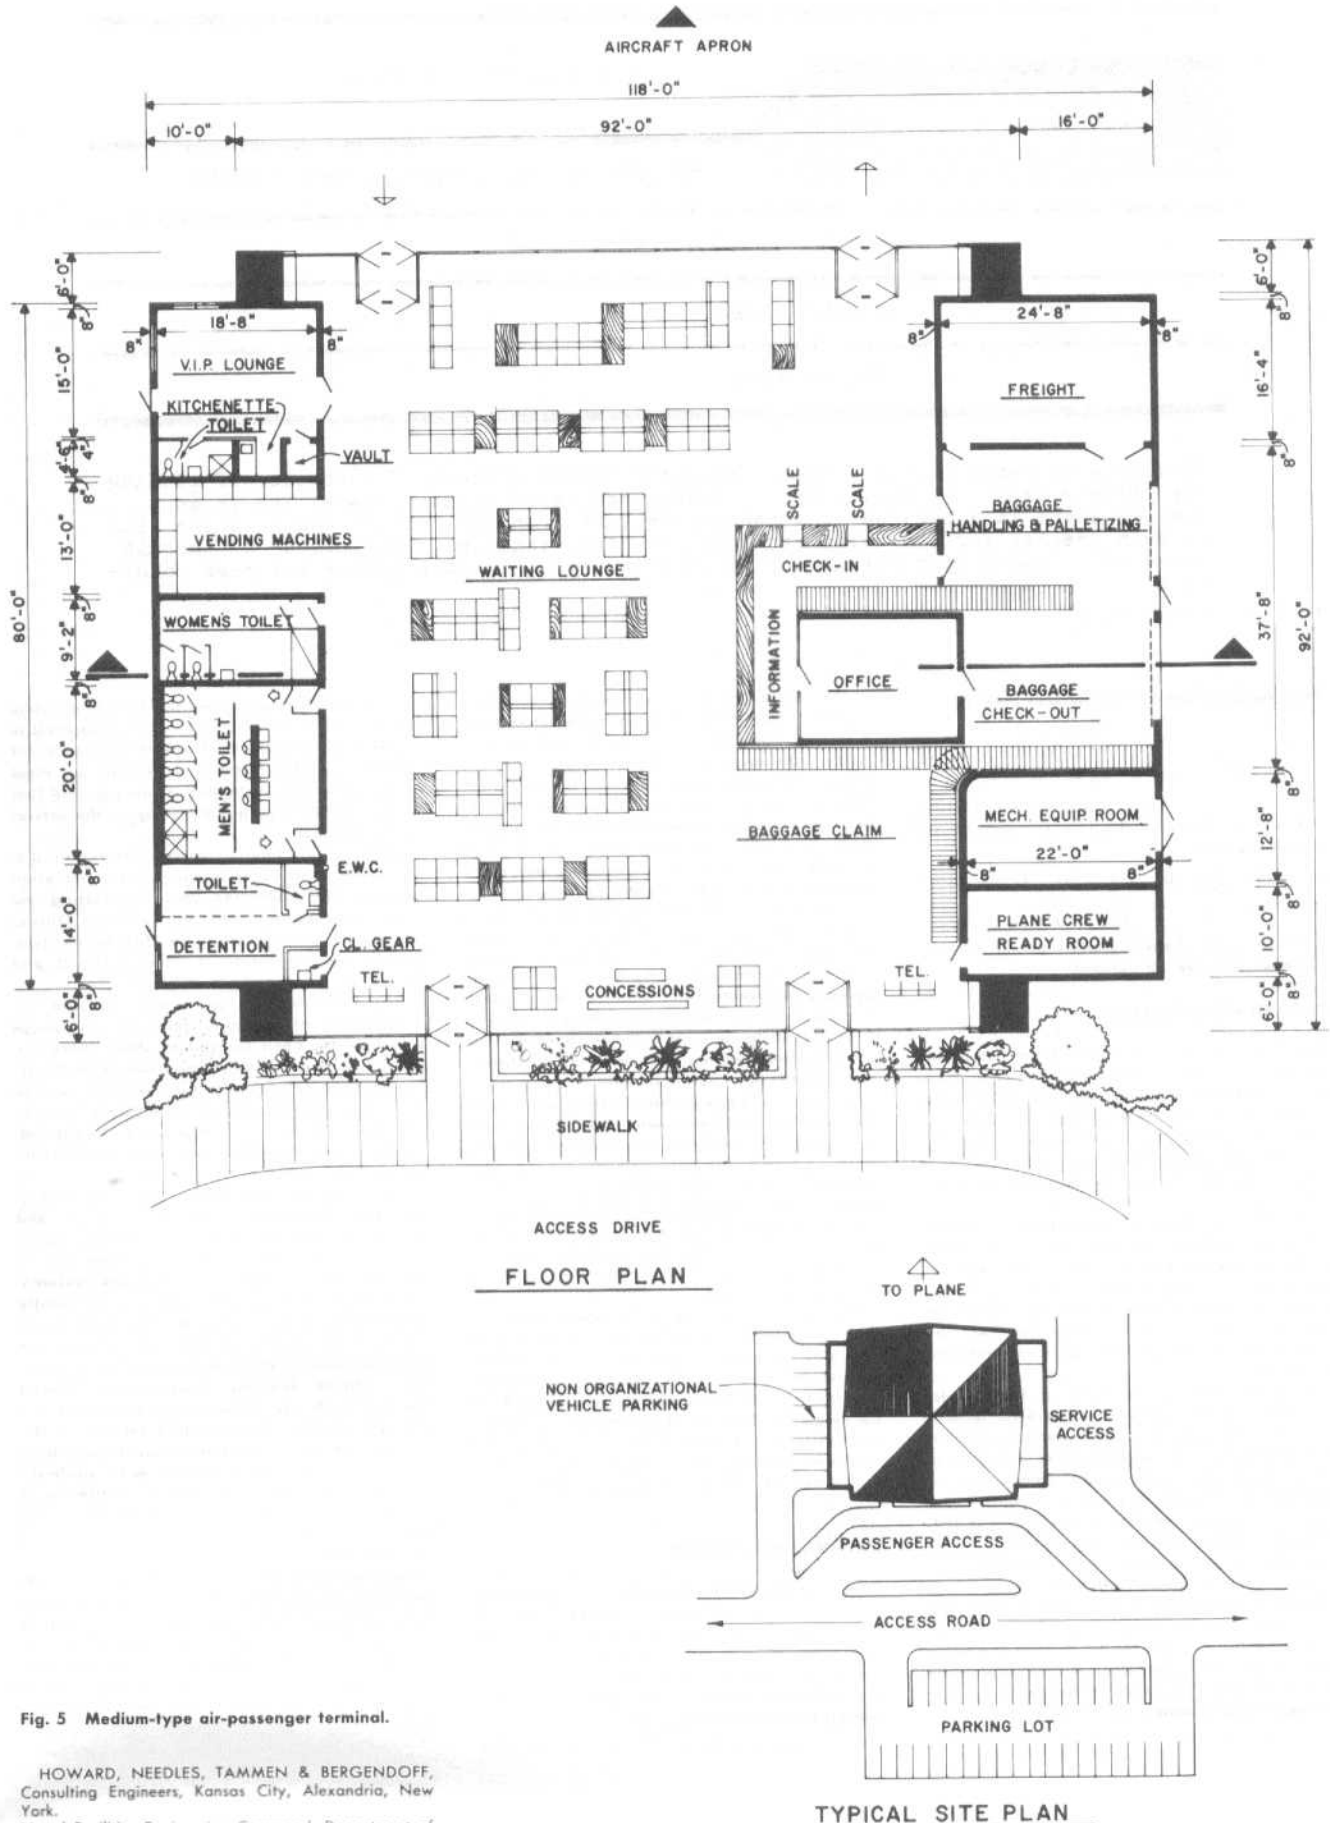 AIRCRAFT APRON
118'-0"
10'-0"
92'-0"
16'-0"
6'-0"
8"
15'-0"
4'-6"
4"
8"
13'-0"
8"
9'-2"
8"
20'-0"
8"
14'-0"
8"
6'-0"
80'-0"
18'-8"
8"
8"
V.I.P. LOUNGE
KITCHENETTE
TOILET
VAULT
VENDING MACHINES
WOMEN'S TOILET
MEN'S TOILET
E.W.C.
TOILET
DETENTION
CL. GEAR
TEL.
WAITING LOUNGE
CONCESSIONS
TEL.
SCALE
SCALE
CHECK-IN
INFORMATION
OFFICE
BAGGAGE CLAIM
24'-8"
8"
8"
FREIGHT
BAGGAGE
HANDLING & PALLETIZING
BAGGAGE
CHECK-OUT
MECH. EQUIP. ROOM
22'-0"
8"
8"
PLANE CREW
READY ROOM
6'-0"
8"
16'-4"
8"
37'-8"
8"
12'-8"
8"
10'-0"
8"
6'-0"
92'-0"
SIDEWALK
ACCESS DRIVE
FLOOR PLAN
TO PLANE
NON ORGANIZATIONAL
VEHICLE PARKING
SERVICE
ACCESS
PASSENGER ACCESS
ACCESS ROAD
PARKING LOT
TYPICAL SITE PLAN
Fig. 5 Medium-type air-passenger terminal.
HOWARD, NEEDLES, TAMMEN & BERGENDOFF,
Consulting Engineers, Kansas City, Alexandria, New
York.